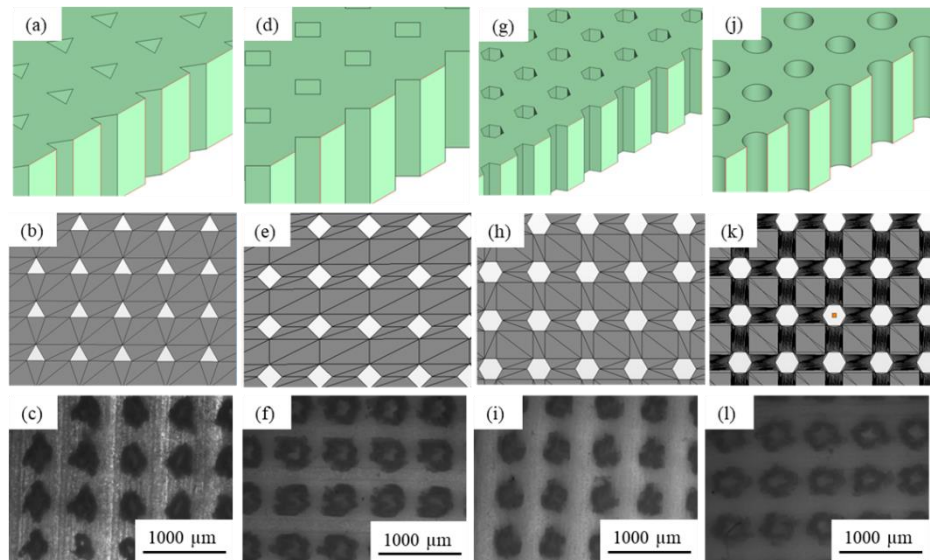 (a)
(d)
(g)
(j)
(b)
(e)
(h)
(k)
(c)
(f)
(i)
(l)
1000 µm
1000 µm
1000 µm
1000 µm